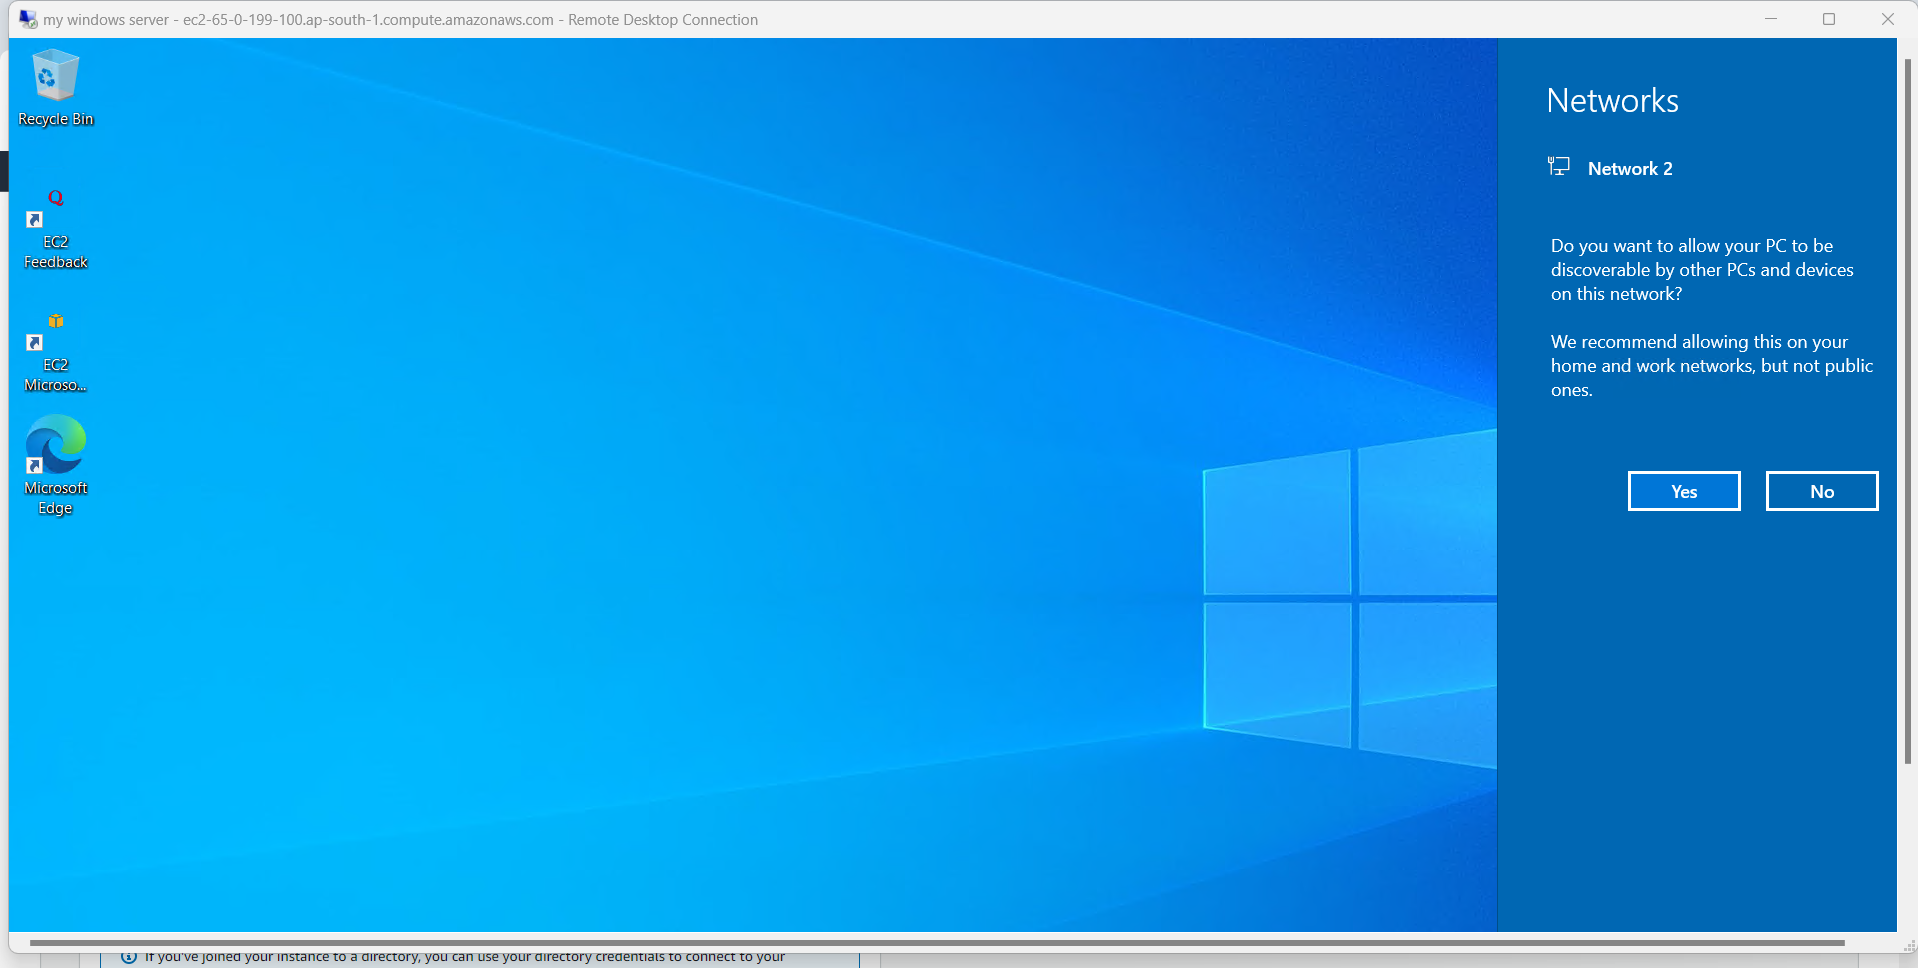 my windows server - ec2-65-0-199-100.ap-south-1.compute.amazonaws.com - Remote Desktop Connection
Recycle Bin
Q
EC2
Feedback
EC2
Microso...
Microsoft
Edge
Networks
Network 2
Do you want to allow your PC to be
discoverable by other PCs and devices
on this network?
We recommend allowing this on your
home and work networks, but not public
ones.
Yes
No
If you've joined your instance to a directory, you can use your directory credentials to connect to your